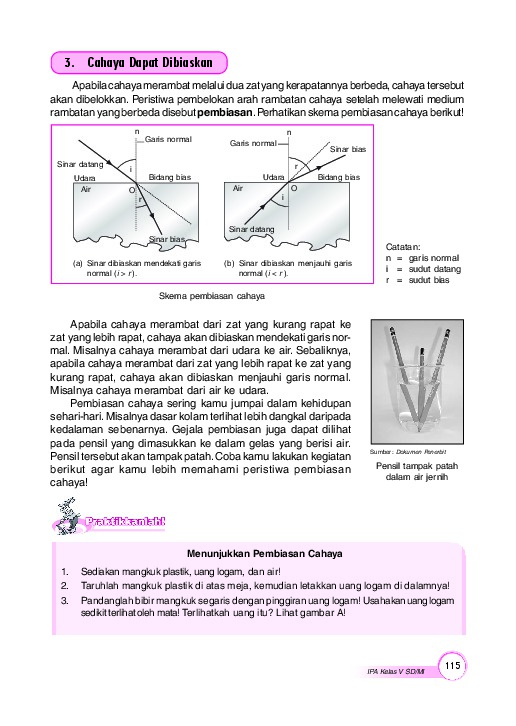 3. Cahaya Dapat Dibiaskan
Apabila cahaya merambat melalui dua zat yang kerapatannya berbeda, cahaya tersebut
akan dibelokkan. Peristiwa pembelokan arah rambatan cahaya setelah melewati medium
rambatan yang berbeda disebut pembiasan. Perhatikan skema pembiasan cahaya berikut!
n
Garis normal
Sinar datang
i
Udara
Bidang bias
Air
O
r
Sinar bias
(a) Sinar dibiaskan mendekati garis
normal (i > r).
n
Garis normal
Sinar bias
r
Udara
Bidang bias
Air
O
i
Sinar datang
(b) Sinar dibiaskan menjauhi garis
normal (i < r).
Catatan:
n = garis normal
i = sudut datang
r = sudut bias
Skema pembiasan cahaya
Apabila cahaya merambat dari zat yang kurang rapat ke
zat yang lebih rapat, cahaya akan dibiaskan mendekati garis nor-
mal. Misalnya cahaya merambat dari udara ke air. Sebaliknya,
apabila cahaya merambat dari zat yang lebih rapat ke zat yang
kurang rapat, cahaya akan dibiaskan menjauhi garis normal.
Misalnya cahaya merambat dari air ke udara.
Pembiasan cahaya sering kamu jumpai dalam kehidupan
sehari-hari. Misalnya dasar kolam terlihat lebih dangkal daripada
kedalaman sebenarnya. Gejala pembiasan juga dapat dilihat
pada pensil yang dimasukkan ke dalam gelas yang berisi air.
Pensil tersebut akan tampak patah. Coba kamu lakukan kegiatan
berikut agar kamu lebih memahami peristiwa pembiasan
cahaya!
Sumber: Dokumen Penerbit
Pensil tampak patah
dalam air jernih
Praktikkanlah!
Menunjukkan Pembiasan Cahaya
1. Sediakan mangkuk plastik, uang logam, dan air!
2. Taruhlah mangkuk plastik di atas meja, kemudian letakkan uang logam di dalamnya!
3. Pandanglah bibir mangkuk segaris dengan pinggiran uang logam! Usahakan uang logam
sedikit terlihat oleh mata! Terlihatkah uang itu? Lihat gambar A!
IPA Kelas V SD/MI
115